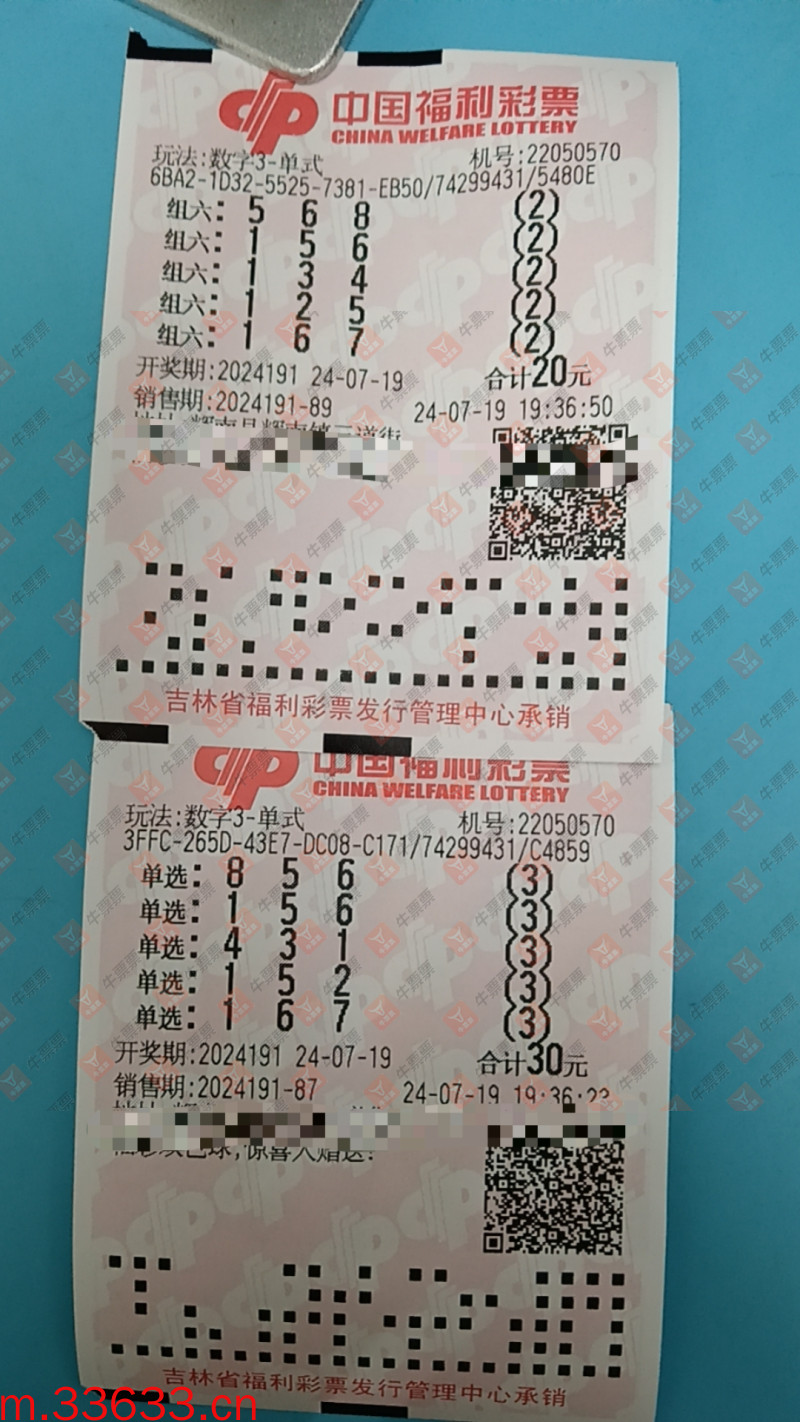 中国福利彩票
CHINA WELFARE LOTTERY
玩法:数字3-单式 机号:22050570
6BA2-1D32-5525-7381-EB50/74299431/5480E
组六: 5 6 8 (2)
组六: 1 5 6 (2)
组六: 1 3 4 (2)
组六: 1 2 5 (2)
组六: 1 6 7 (2)
开奖期:2024191 24-07-19 合计20元
销售期:2024191-89 24-07-19 19:36:50
吉林省福利彩票发行管理中心承销
中国福利彩票
CHINA WELFARE LOTTERY
玩法:数字3-单式 机号:22050570
3FFC-265D-43E7-DC08-C171/74299431/C4859
单选: 8 5 6 (3)
单选: 1 5 6 (3)
单选: 4 3 1 (3)
单选: 1 5 2 (3)
单选: 1 6 7 (3)
开奖期:2024191 24-07-19 合计30元
销售期:2024191-87 24-07-19 19:36:22
吉林省福利彩票发行管理中心承销
m.33633.cn
牛票票